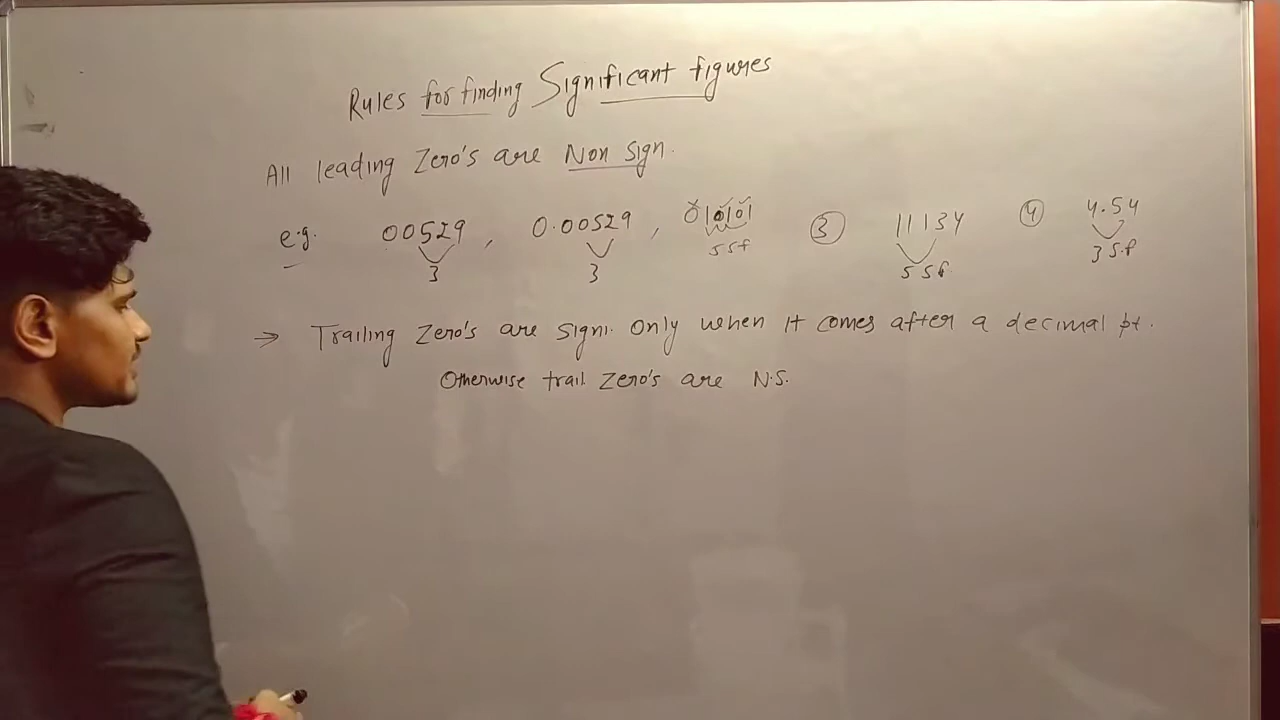 Rules for finding Significant figures
All leading Zero's are Non Sign.
e.g. 00529, 0.00529, 010101 ③ 11134 ④ 4.54
3 3 5 s f 5 s f. 3 s.f
→ Trailing Zero's are signi. Only when it comes after a decimal pt.
Otherwise trail. Zero's are N.S.